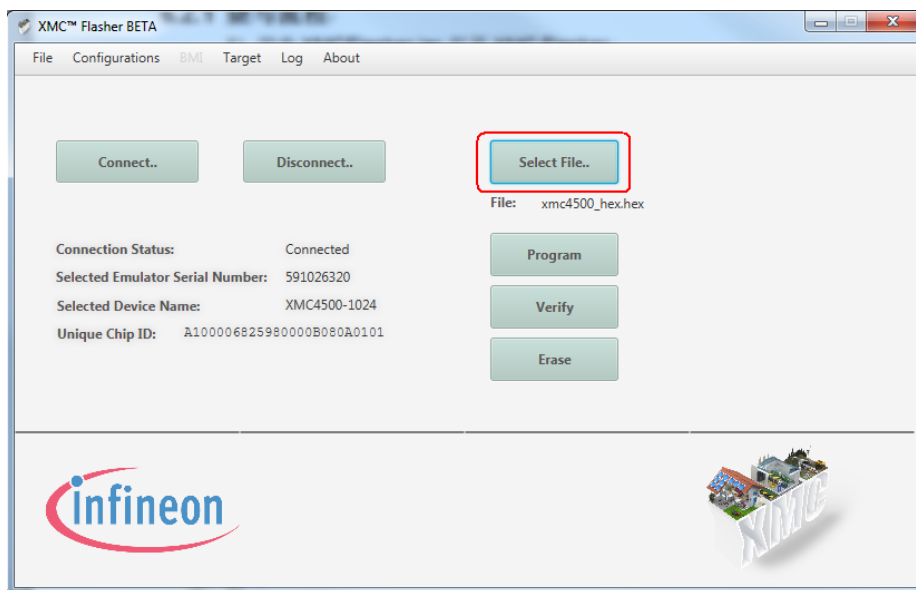 XMC™ Flasher BETA
File Configurations BMI Target Log About
Connect.. Disconnect.. Select File..
File: xmc4500_hex.hex
Connection Status: Connected
Program
Selected Emulator Serial Number: 591026320
Selected Device Name: XMC4500-1024
Verify
Unique Chip ID: A100006825980000B080A0101
Erase
infineon
XMC